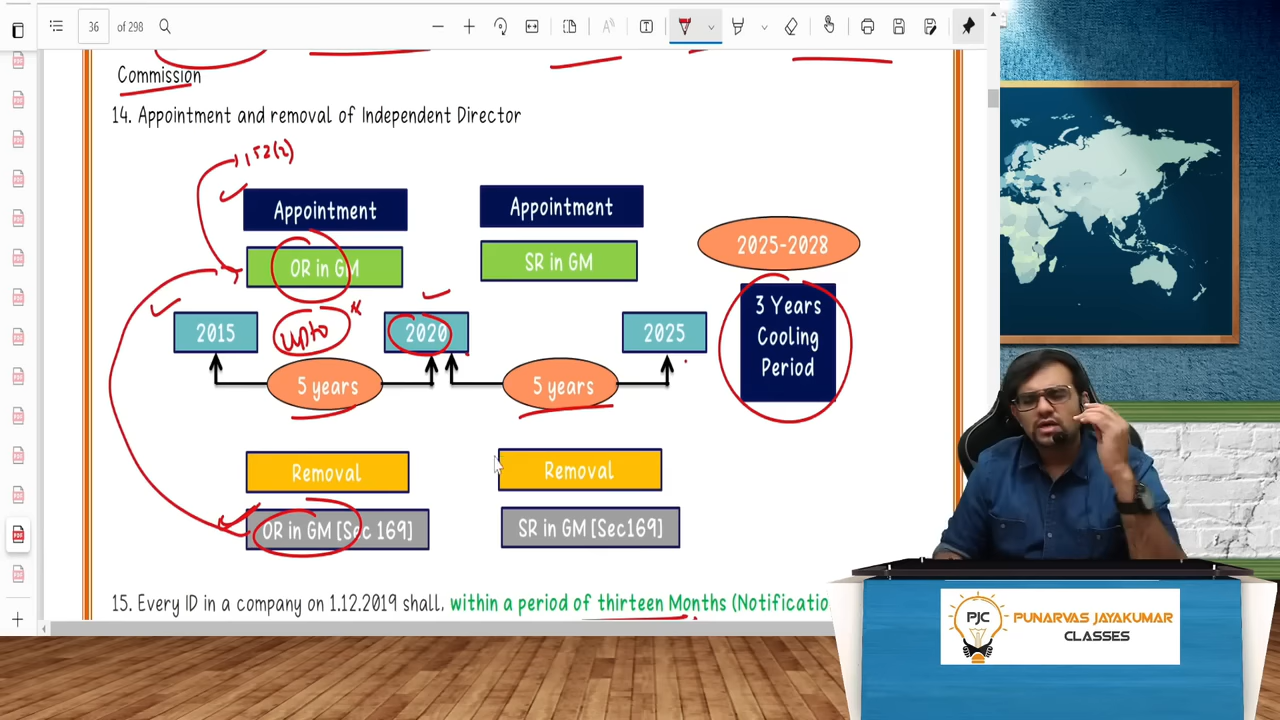 36 of 298
Commission
14. Appointment and removal of Independent Director
152(2)
Appointment
Appointment
OR in GM
SR in GM
2025-2028
3 Years
Cooling
Period
2015
upto
2020
2025
5 years
5 years
Removal
Removal
OR in GM [Sec 169]
SR in GM [Sec169]
15. Every ID in a company on 1.12.2019 shall, within a period of thirteen Months (Notificatio
PJC
PUNARVAS JAYAKUMAR
CLASSES